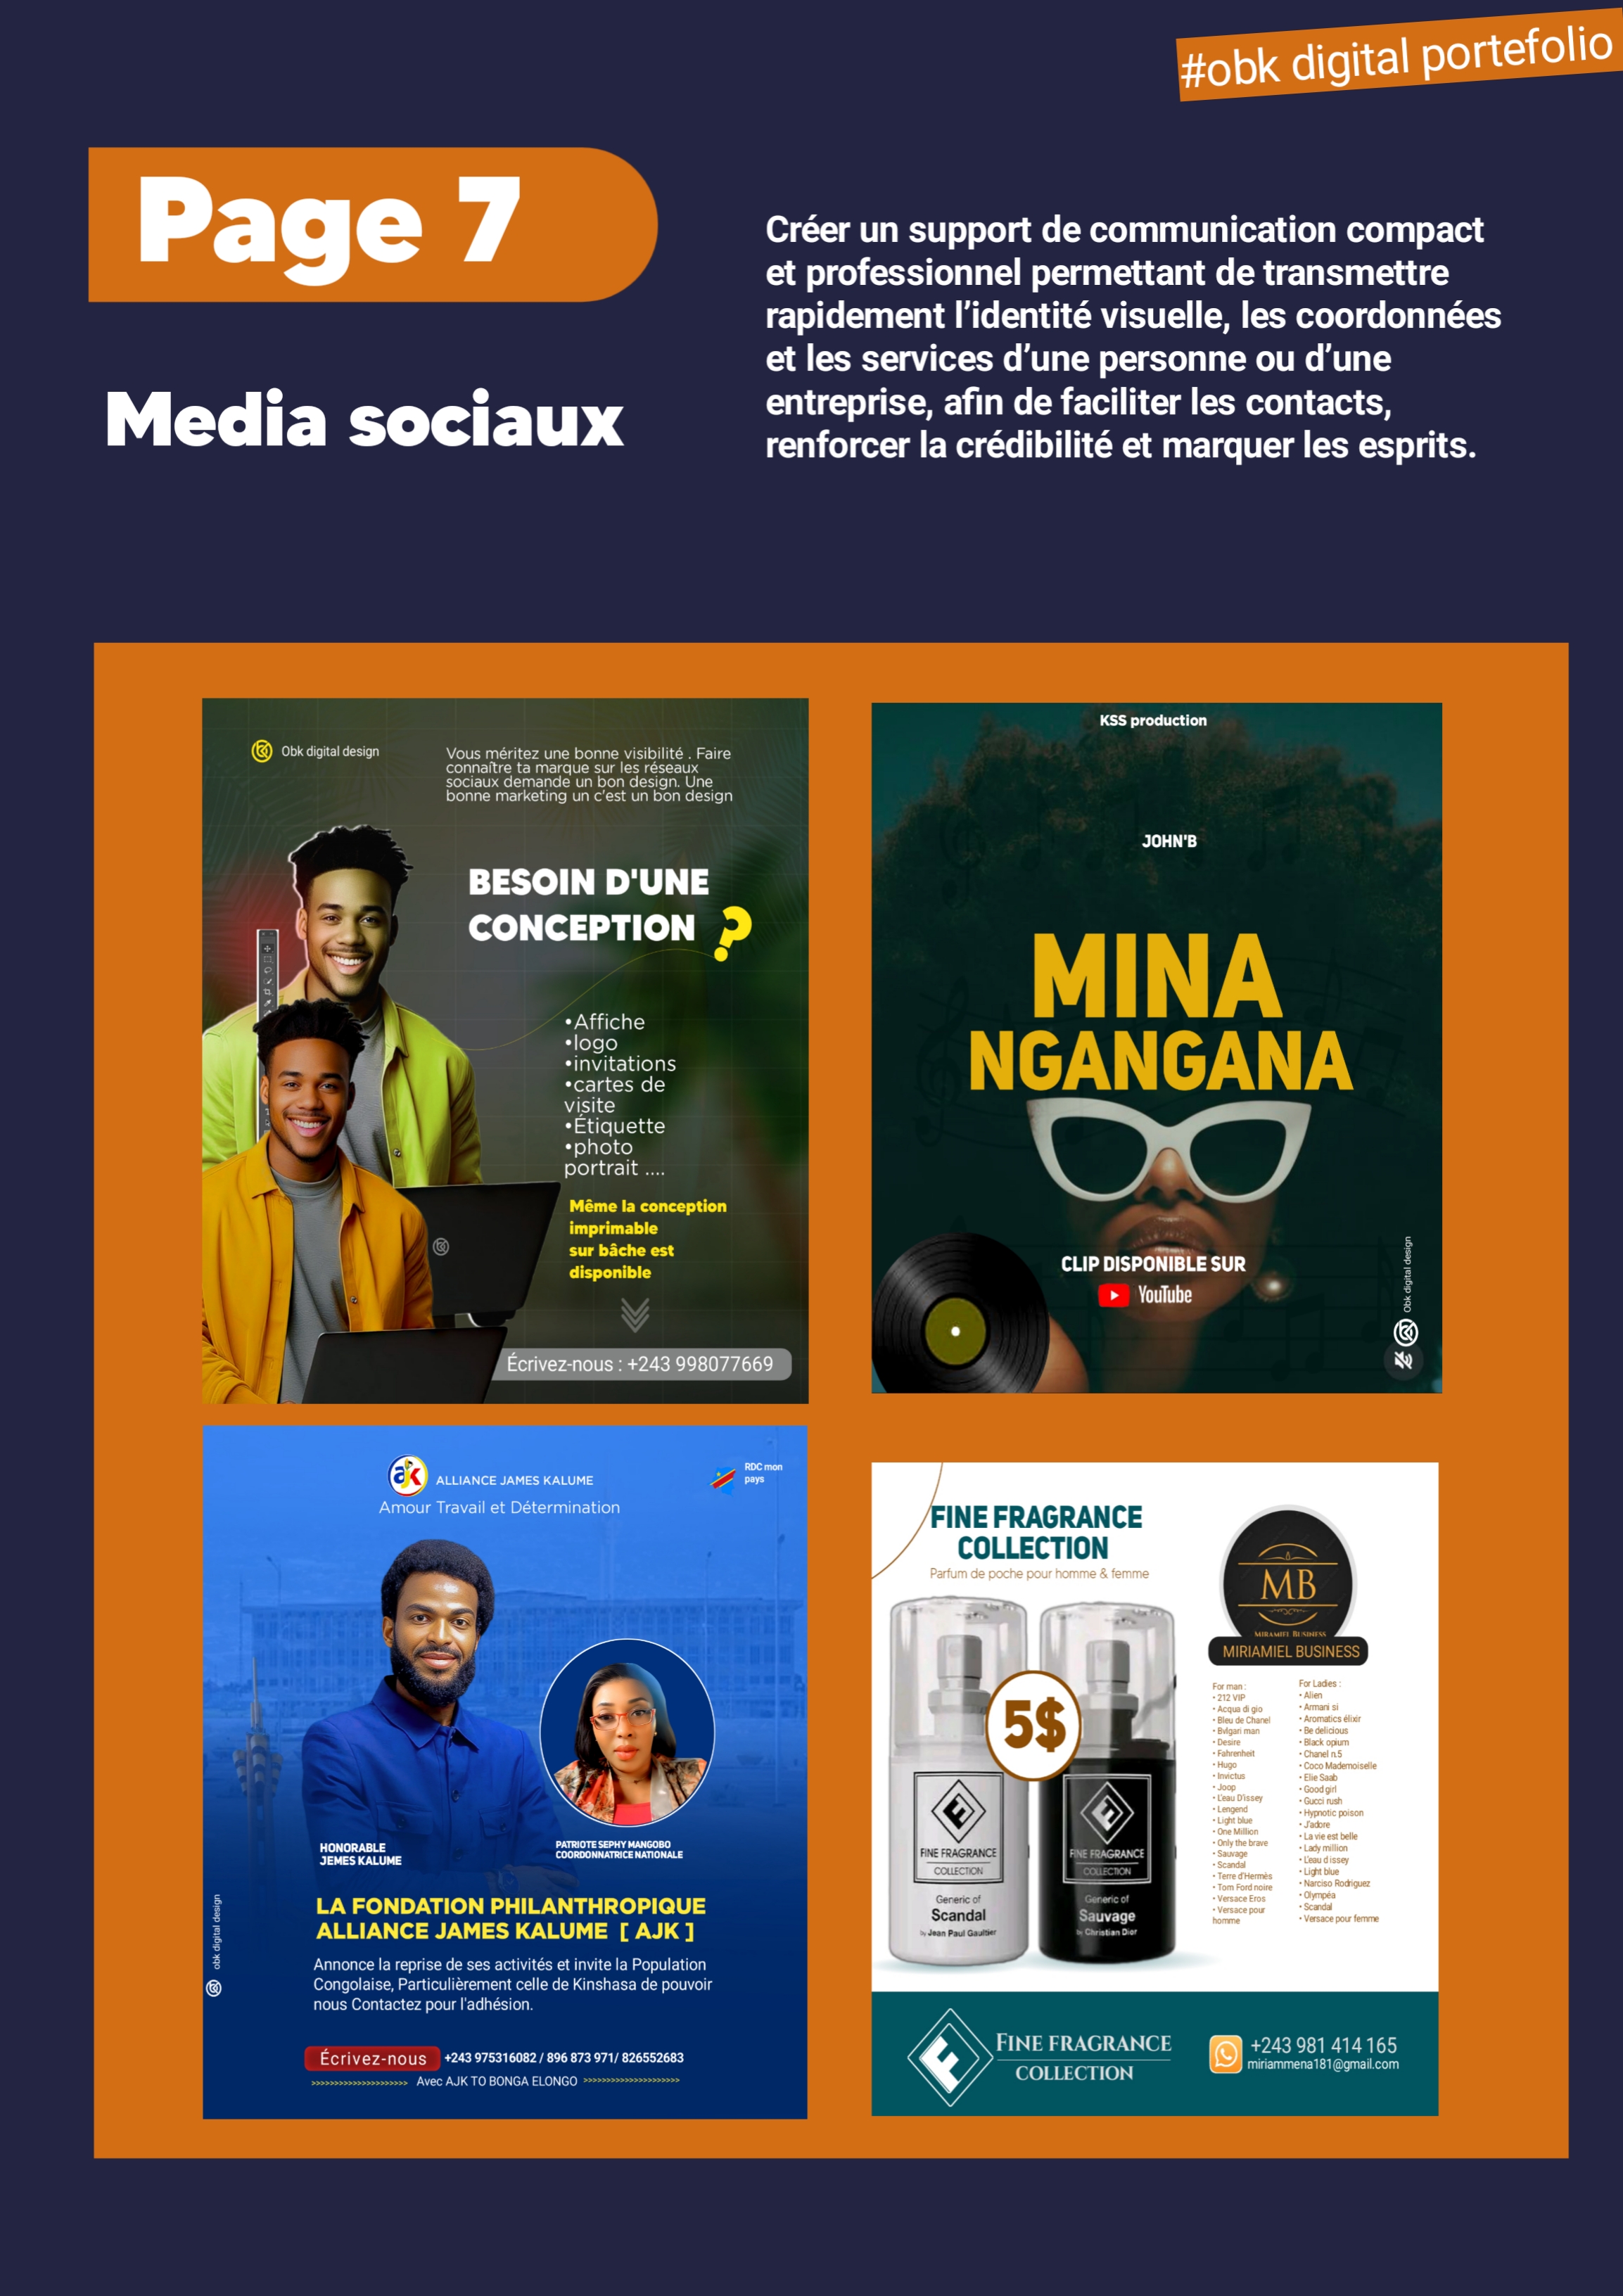 #obk digital portefolio
Page 7
Media sociaux
Créer un support de communication compact
et professionnel permettant de transmettre
rapidement l'identité visuelle, les coordonnées
et les services d'une personne ou d'une
entreprise, afin de faciliter les contacts,
renforcer la crédibilité et marquer les esprits.
Obk digital design
Vous méritez une bonne visibilité . Faire
connaître ta marque sur les réseaux
sociaux demande un bon design. Une
bonne marketing un c'est un bon design
BESOIN D'UNE
CONCEPTION ?
•Affiche
•logo
•invitations
•cartes de
visite
•Étiquette
•photo
portrait ....
Même la conception
imprimable
sur bâche est
disponible
Écrivez-nous : +243 998077669
KSS production
JOHN'B
MINA
NGANGANA
CLIP DISPONIBLE SUR
YouTube
Obk digital design
ajk
ALLIANCE JAMES KALUME
Amour Travail et Détermination
RDC mon
pays
HONORABLE
JEMES KALUME
PATRIOTE SEPHY MANGOBO
COORDONNATRICE NATIONALE
LA FONDATION PHILANTHROPIQUE
ALLIANCE JAMES KALUME [ AJK ]
Annonce la reprise de ses activités et invite la Population
Congolaise, Particulièrement celle de Kinshasa de pouvoir
nous Contactez pour l'adhésion.
Écrivez-nous +243 975316082 / 896 873 971/ 826552683
>>>>>>>>>>>>>>>>>>>>> Avec AJK TO BONGA ELONGO >>>>>>>>>>>>>>>>>>>>>
obk digital design
FINE FRAGRANCE
COLLECTION
Parfum de poche pour homme & femme
MB
MIRAMIEL BUSINESS
MIRIAMIEL BUSINESS
5$
FINE FRAGRANCE
COLLECTION
Generic of
Scandal
by Jean Paul Gaultier
FINE FRAGRANCE
COLLECTION
Generic of
Sauvage
by Christian Dior
For man :
• 212 VIP
• Acqua di gio
• Bleu de Chanel
• Bvlgari man
• Desire
• Fahrenheit
• Hugo
• Invictus
• Joop
• L'eau D'issey
• Lengend
• Light blue
• One Million
• Only the brave
• Sauvage
• Scandal
• Terre d'Hermès
• Tom Ford noire
• Versace Eros
• Versace pour
homme
For Ladies :
• Alien
• Armani si
• Aromatics élixir
• Be delicious
• Black opium
• Chanel n.5
• Coco Mademoiselle
• Elie Saab
• Good girl
• Gucci rush
• Hypnotic poison
• J'adore
• La vie est belle
• Lady million
• L'eau d issey
• Light blue
• Narciso Rodriguez
• Olympéa
• Scandal
• Versace pour femme
FINE FRAGRANCE
COLLECTION
+243 981 414 165
miriammena181@gmail.com